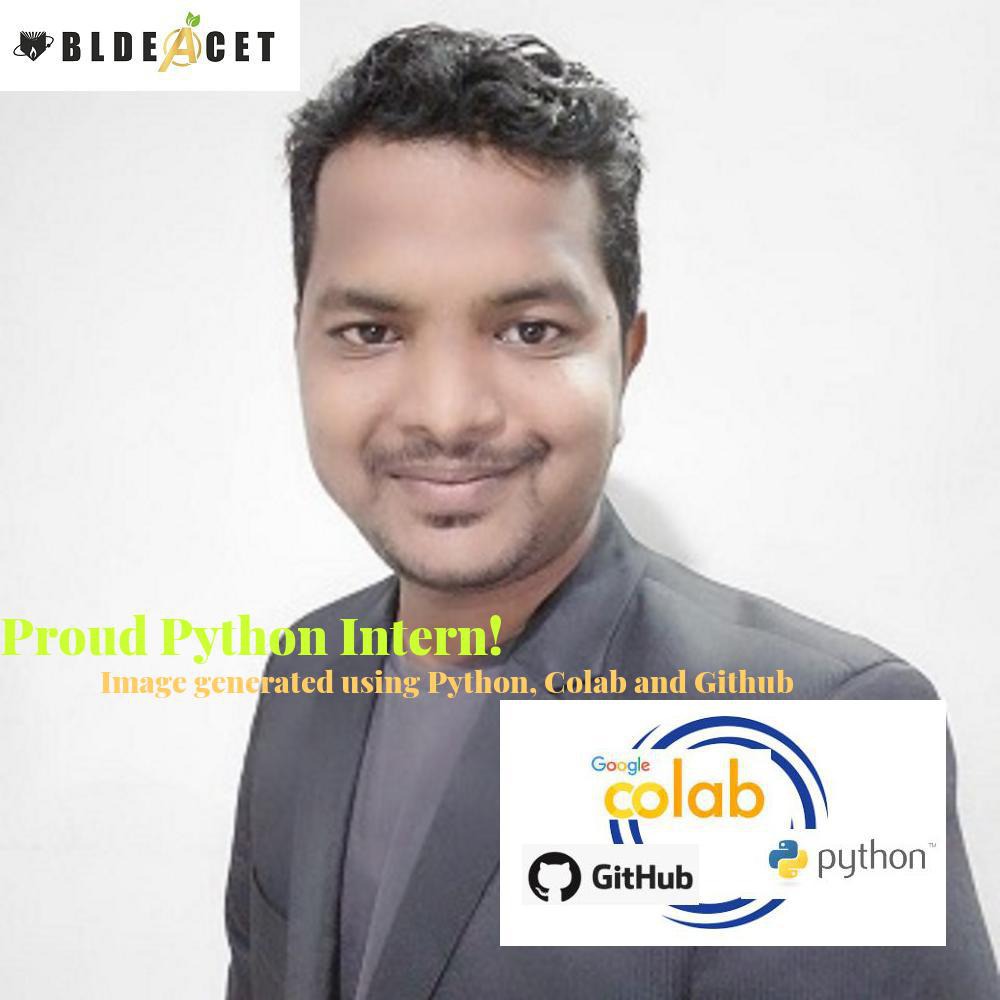 BLDEACET
Proud Python Intern!
Image generated using Python, Colab and Github
Google
colab
GitHub
python™